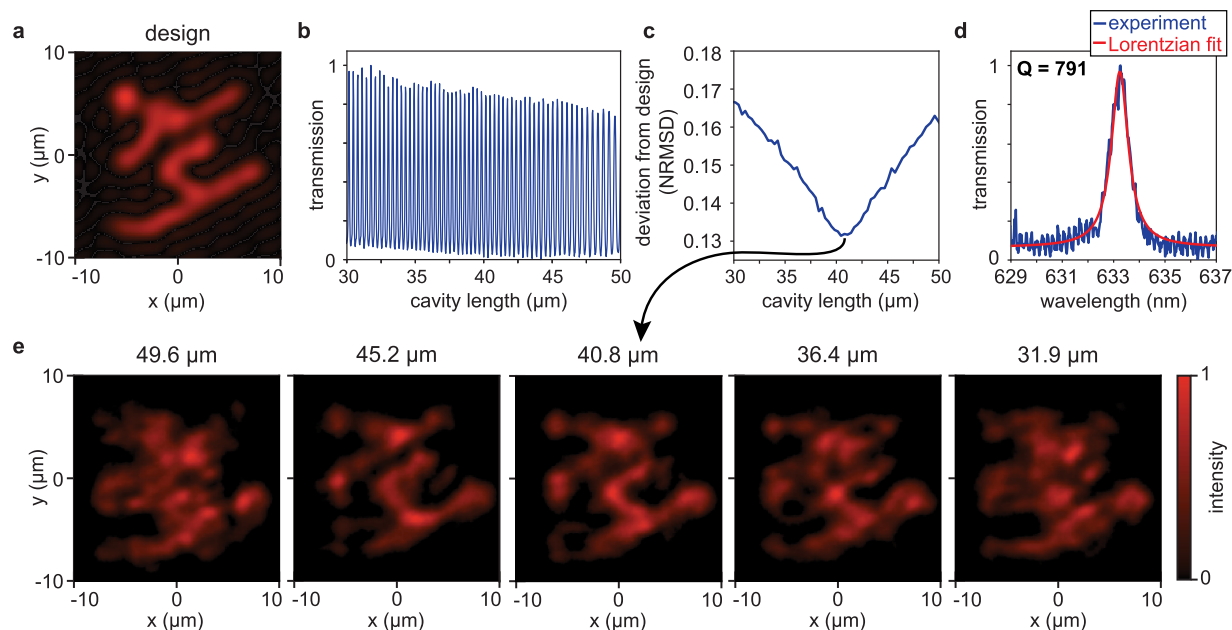 a
design
10
0
-10
y (µm)
-10
0
10
x (µm)
b
1
0
transmission
30
35
40
45
50
cavity length (µm)
c
0.18
0.17
0.16
0.15
0.14
0.13
deviation from design
(NRMSD)
30
35
40
45
50
cavity length (µm)
d
experiment
Lorentzian fit
Q = 791
1
0
transmission
629
631
633
635
637
wavelength (nm)
e
49.6 µm
45.2 µm
40.8 µm
36.4 µm
31.9 µm
10
0
-10
y (µm)
-10
0
10
x (µm)
-10
0
10
x (µm)
-10
0
10
x (µm)
-10
0
10
x (µm)
-10
0
10
x (µm)
1
0
intensity